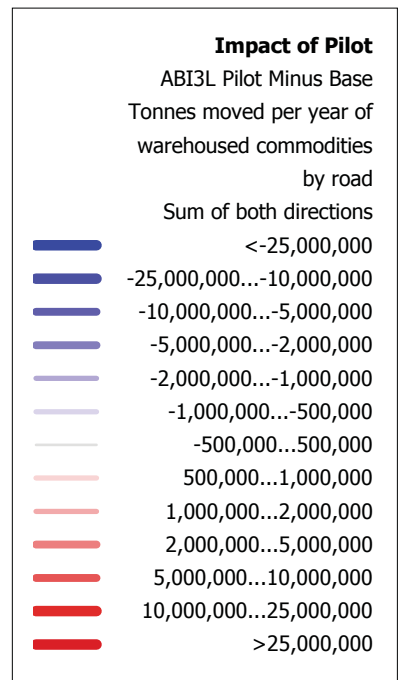 Impact of Pilot
ABI3L Pilot Minus Base
Tonnes moved per year of
warehoused commodities
by road
Sum of both directions
<-25,000,000
-25,000,000...-10,000,000
-10,000,000...-5,000,000
-5,000,000...-2,000,000
-2,000,000...-1,000,000
-1,000,000...-500,000
-500,000...500,000
500,000...1,000,000
1,000,000...2,000,000
2,000,000...5,000,000
5,000,000...10,000,000
10,000,000...25,000,000
>25,000,000